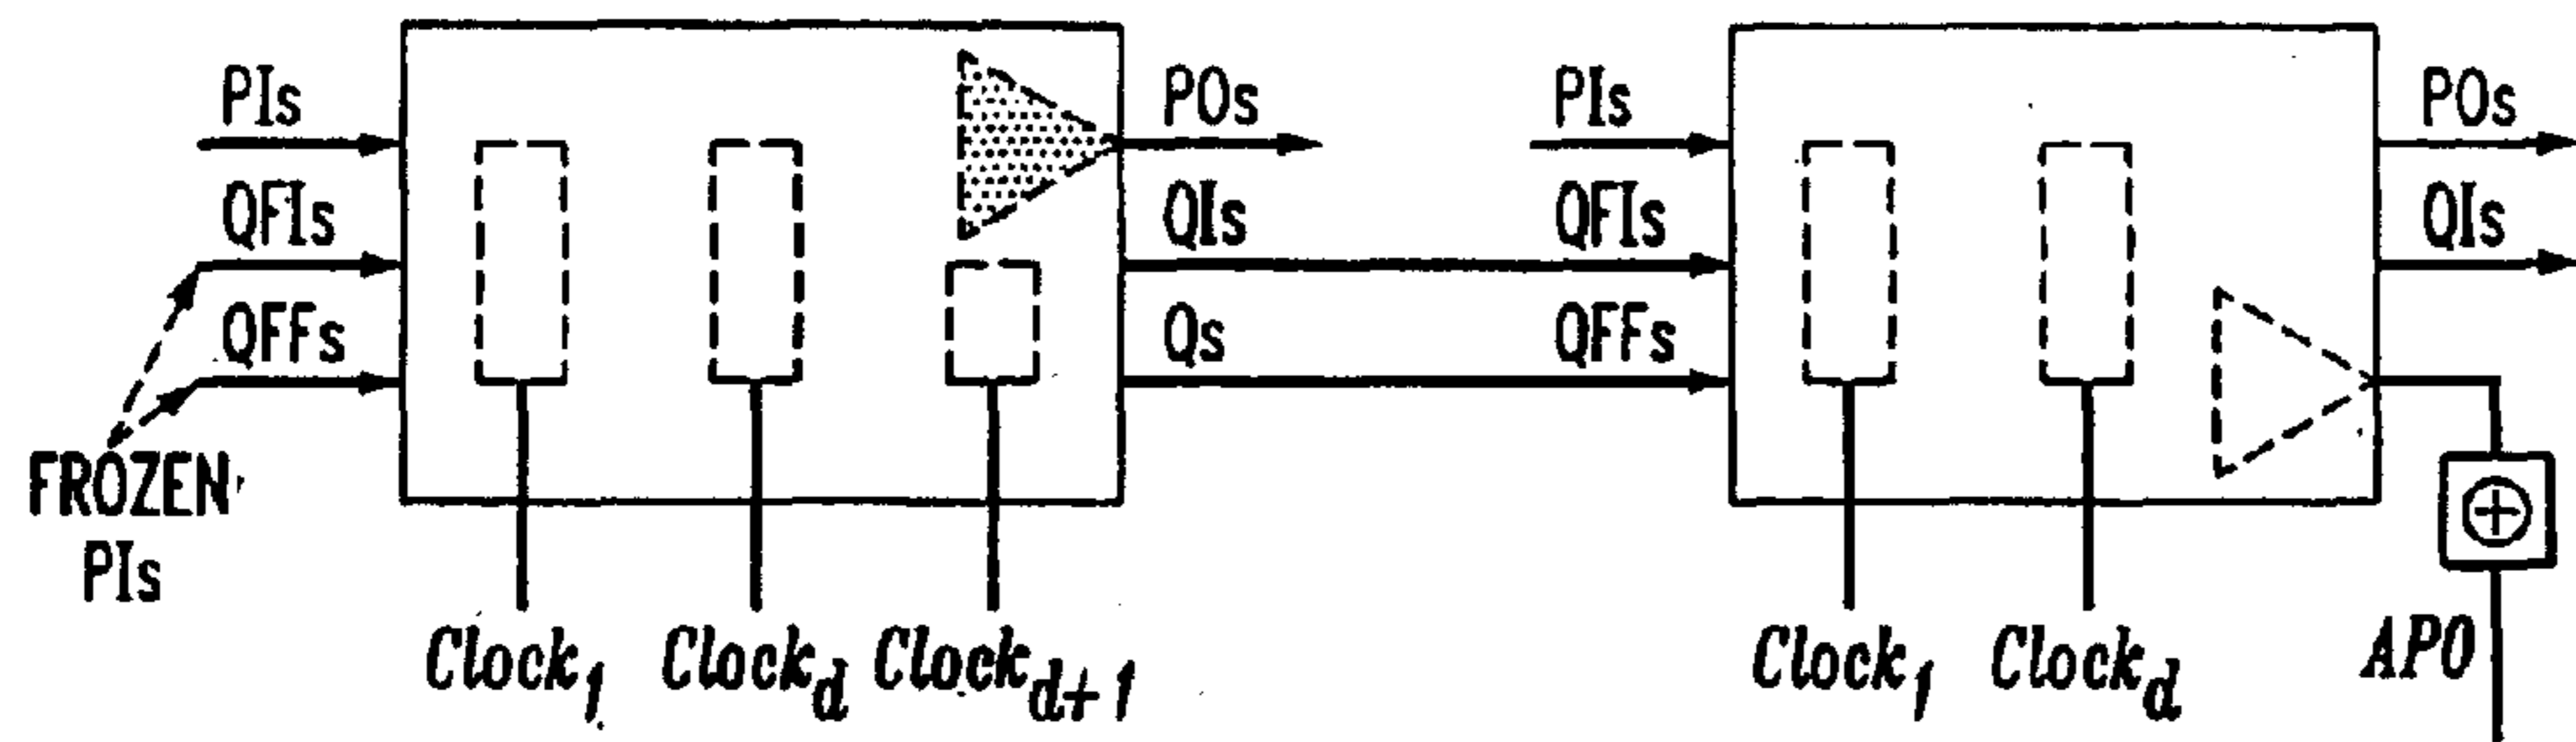 PIs
QFIs
QFFs
FROZEN
PIs
POs
QIs
Qs
PIs
QFIs
QFFs
POs
QIs
Clock1
Clockd
Clockd+1
Clock1
Clockd
APO